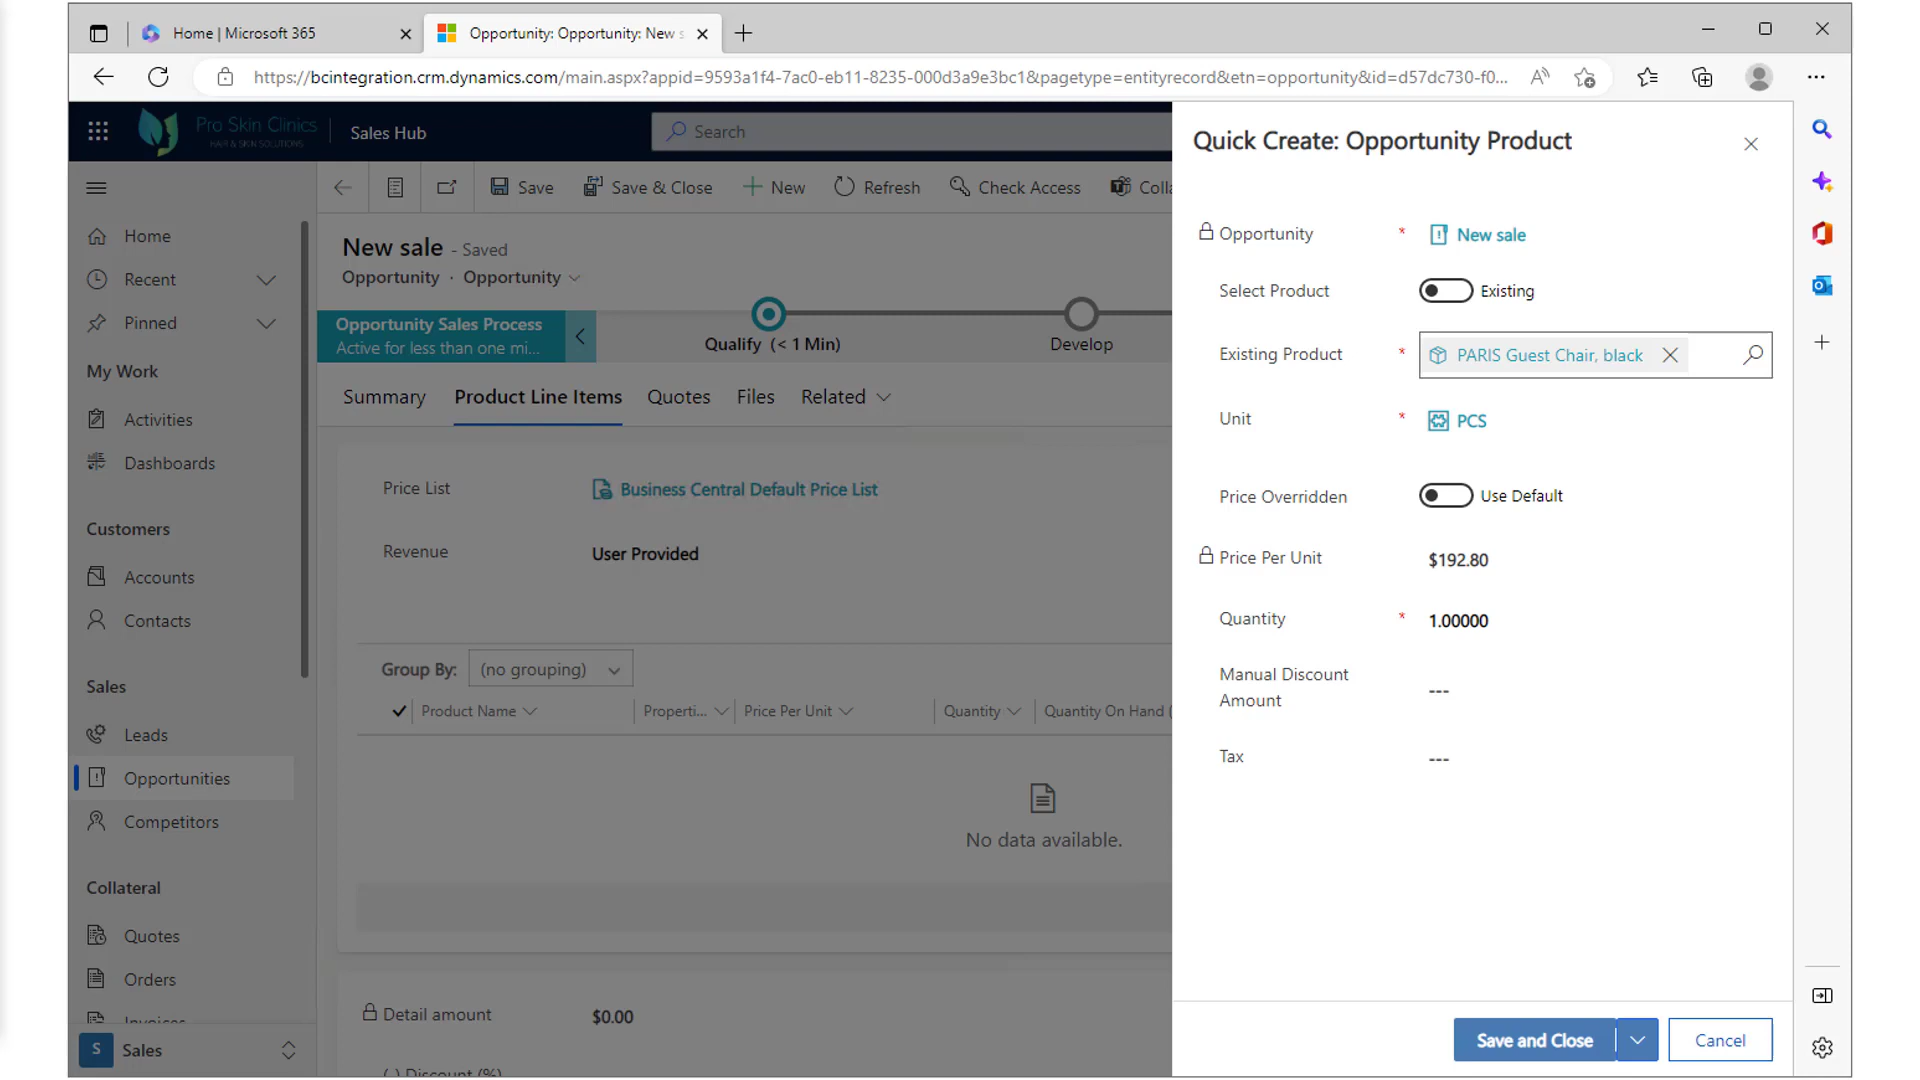 Home | Microsoft 365
Opportunity: Opportunity: New s
https://bcintegration.crm.dynamics.com/main.aspx?appid=9593a1f4-7ac0-eb11-8235-000d3a9e3bc1&pagetype=entityrecord&etn=opportunity&id=d57dc730-f0...
Pro Skin Clinics
HAIR & SKIN SOLUTIONS
Sales Hub
Search
Save
Save & Close
New
Refresh
Check Access
Colla
Home
Recent
Pinned
My Work
Activities
Dashboards
Customers
Accounts
Contacts
Sales
Leads
Opportunities
Competitors
Collateral
Quotes
Orders
Invoices
S Sales
New sale - Saved
Opportunity · Opportunity
Opportunity Sales Process
Active for less than one mi...
Qualify (< 1 Min)
Develop
Summary
Product Line Items
Quotes
Files
Related
Price List
Business Central Default Price List
Revenue
User Provided
Group By: (no grouping)
Product Name
Properti...
Price Per Unit
Quantity
Quantity On Hand (
No data available.
Detail amount
$0.00
(-) Discount (%)
Quick Create: Opportunity Product
Opportunity * New sale
Select Product Existing
Existing Product * PARIS Guest Chair, black
Unit * PCS
Price Overridden Use Default
Price Per Unit $192.80
Quantity * 1.00000
Manual Discount
Amount
---
Tax ---
Save and Close
Cancel